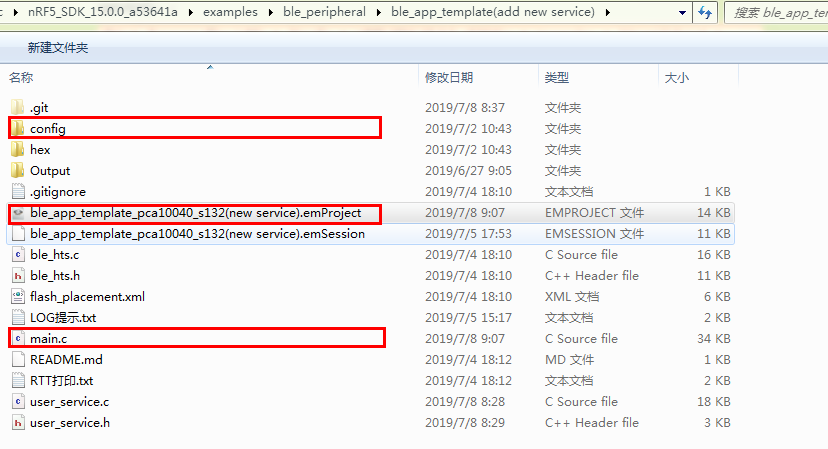 c ▸ nRF5_SDK_15.0.0_a53641a ▸ examples ▸ ble_peripheral ▸ ble_app_template(add new service) ▸ 搜索 ble_app_tem
新建文件夹
名称 修改日期 类型 大小
.git 2019/7/8 8:37 文件夹
config 2019/7/2 10:43 文件夹
hex 2019/7/2 10:43 文件夹
Output 2019/6/27 9:05 文件夹
.gitignore 2019/7/4 18:10 文本文档 1 KB
ble_app_template_pca10040_s132(new service).emProject 2019/7/8 9:07 EMPROJECT 文件 14 KB
ble_app_template_pca10040_s132(new service).emSession 2019/7/5 17:53 EMSESSION 文件 11 KB
ble_hts.c 2019/7/4 18:10 C Source file 16 KB
ble_hts.h 2019/7/4 18:10 C++ Header file 11 KB
flash_placement.xml 2019/7/4 18:10 XML 文档 6 KB
LOG提示.txt 2019/7/5 15:17 文本文档 2 KB
main.c 2019/7/8 9:07 C Source file 34 KB
README.md 2019/7/4 18:12 MD 文件 1 KB
RTT打印.txt 2019/7/4 18:12 文本文档 2 KB
user_service.c 2019/7/8 8:28 C Source file 18 KB
user_service.h 2019/7/8 8:29 C++ Header file 3 KB